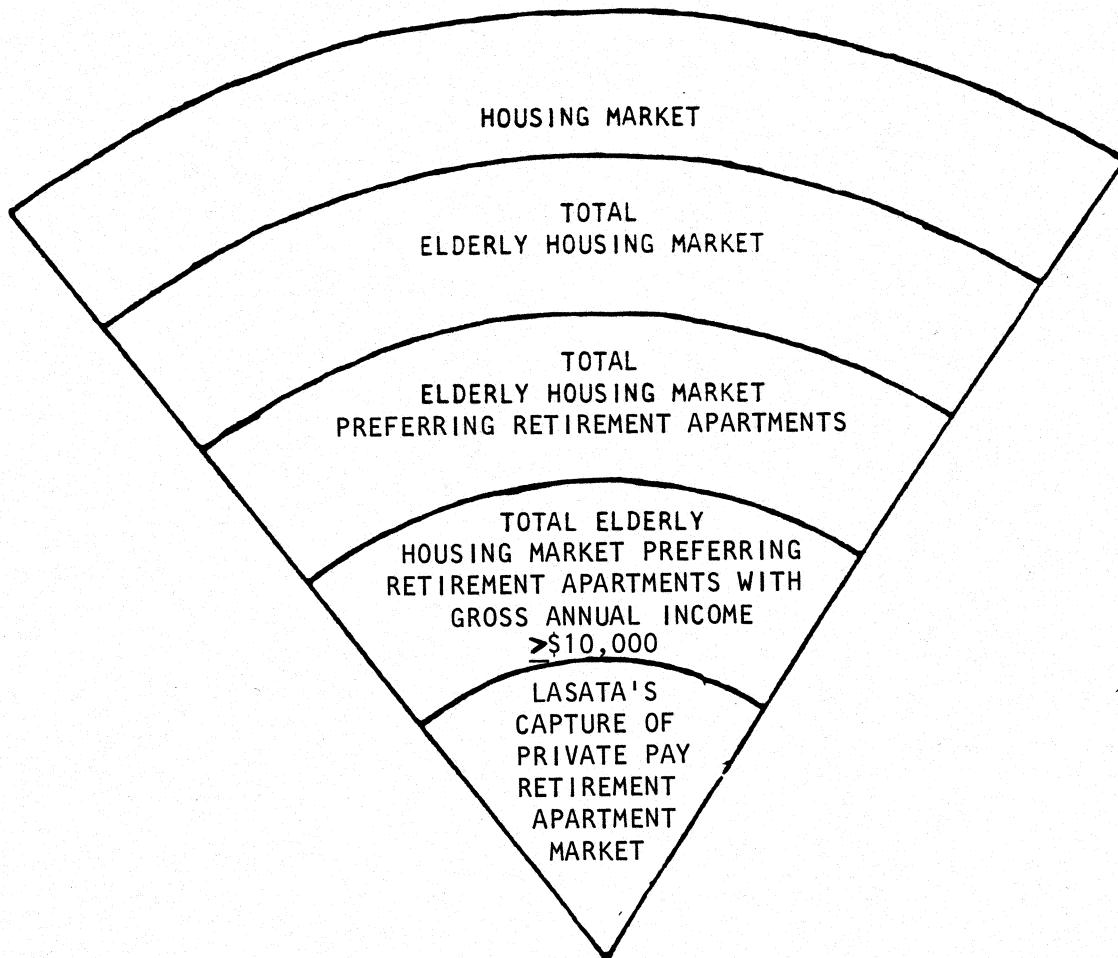 HOUSING MARKET
TOTAL
ELDERLY HOUSING MARKET
TOTAL
ELDERLY HOUSING MARKET
PREFERRING RETIREMENT APARTMENTS
TOTAL ELDERLY
HOUSING MARKET PREFERRING
RETIREMENT APARTMENTS WITH
GROSS ANNUAL INCOME
≥$10,000
LASATA'S
CAPTURE OF
PRIVATE PAY
RETIREMENT
APARTMENT
MARKET